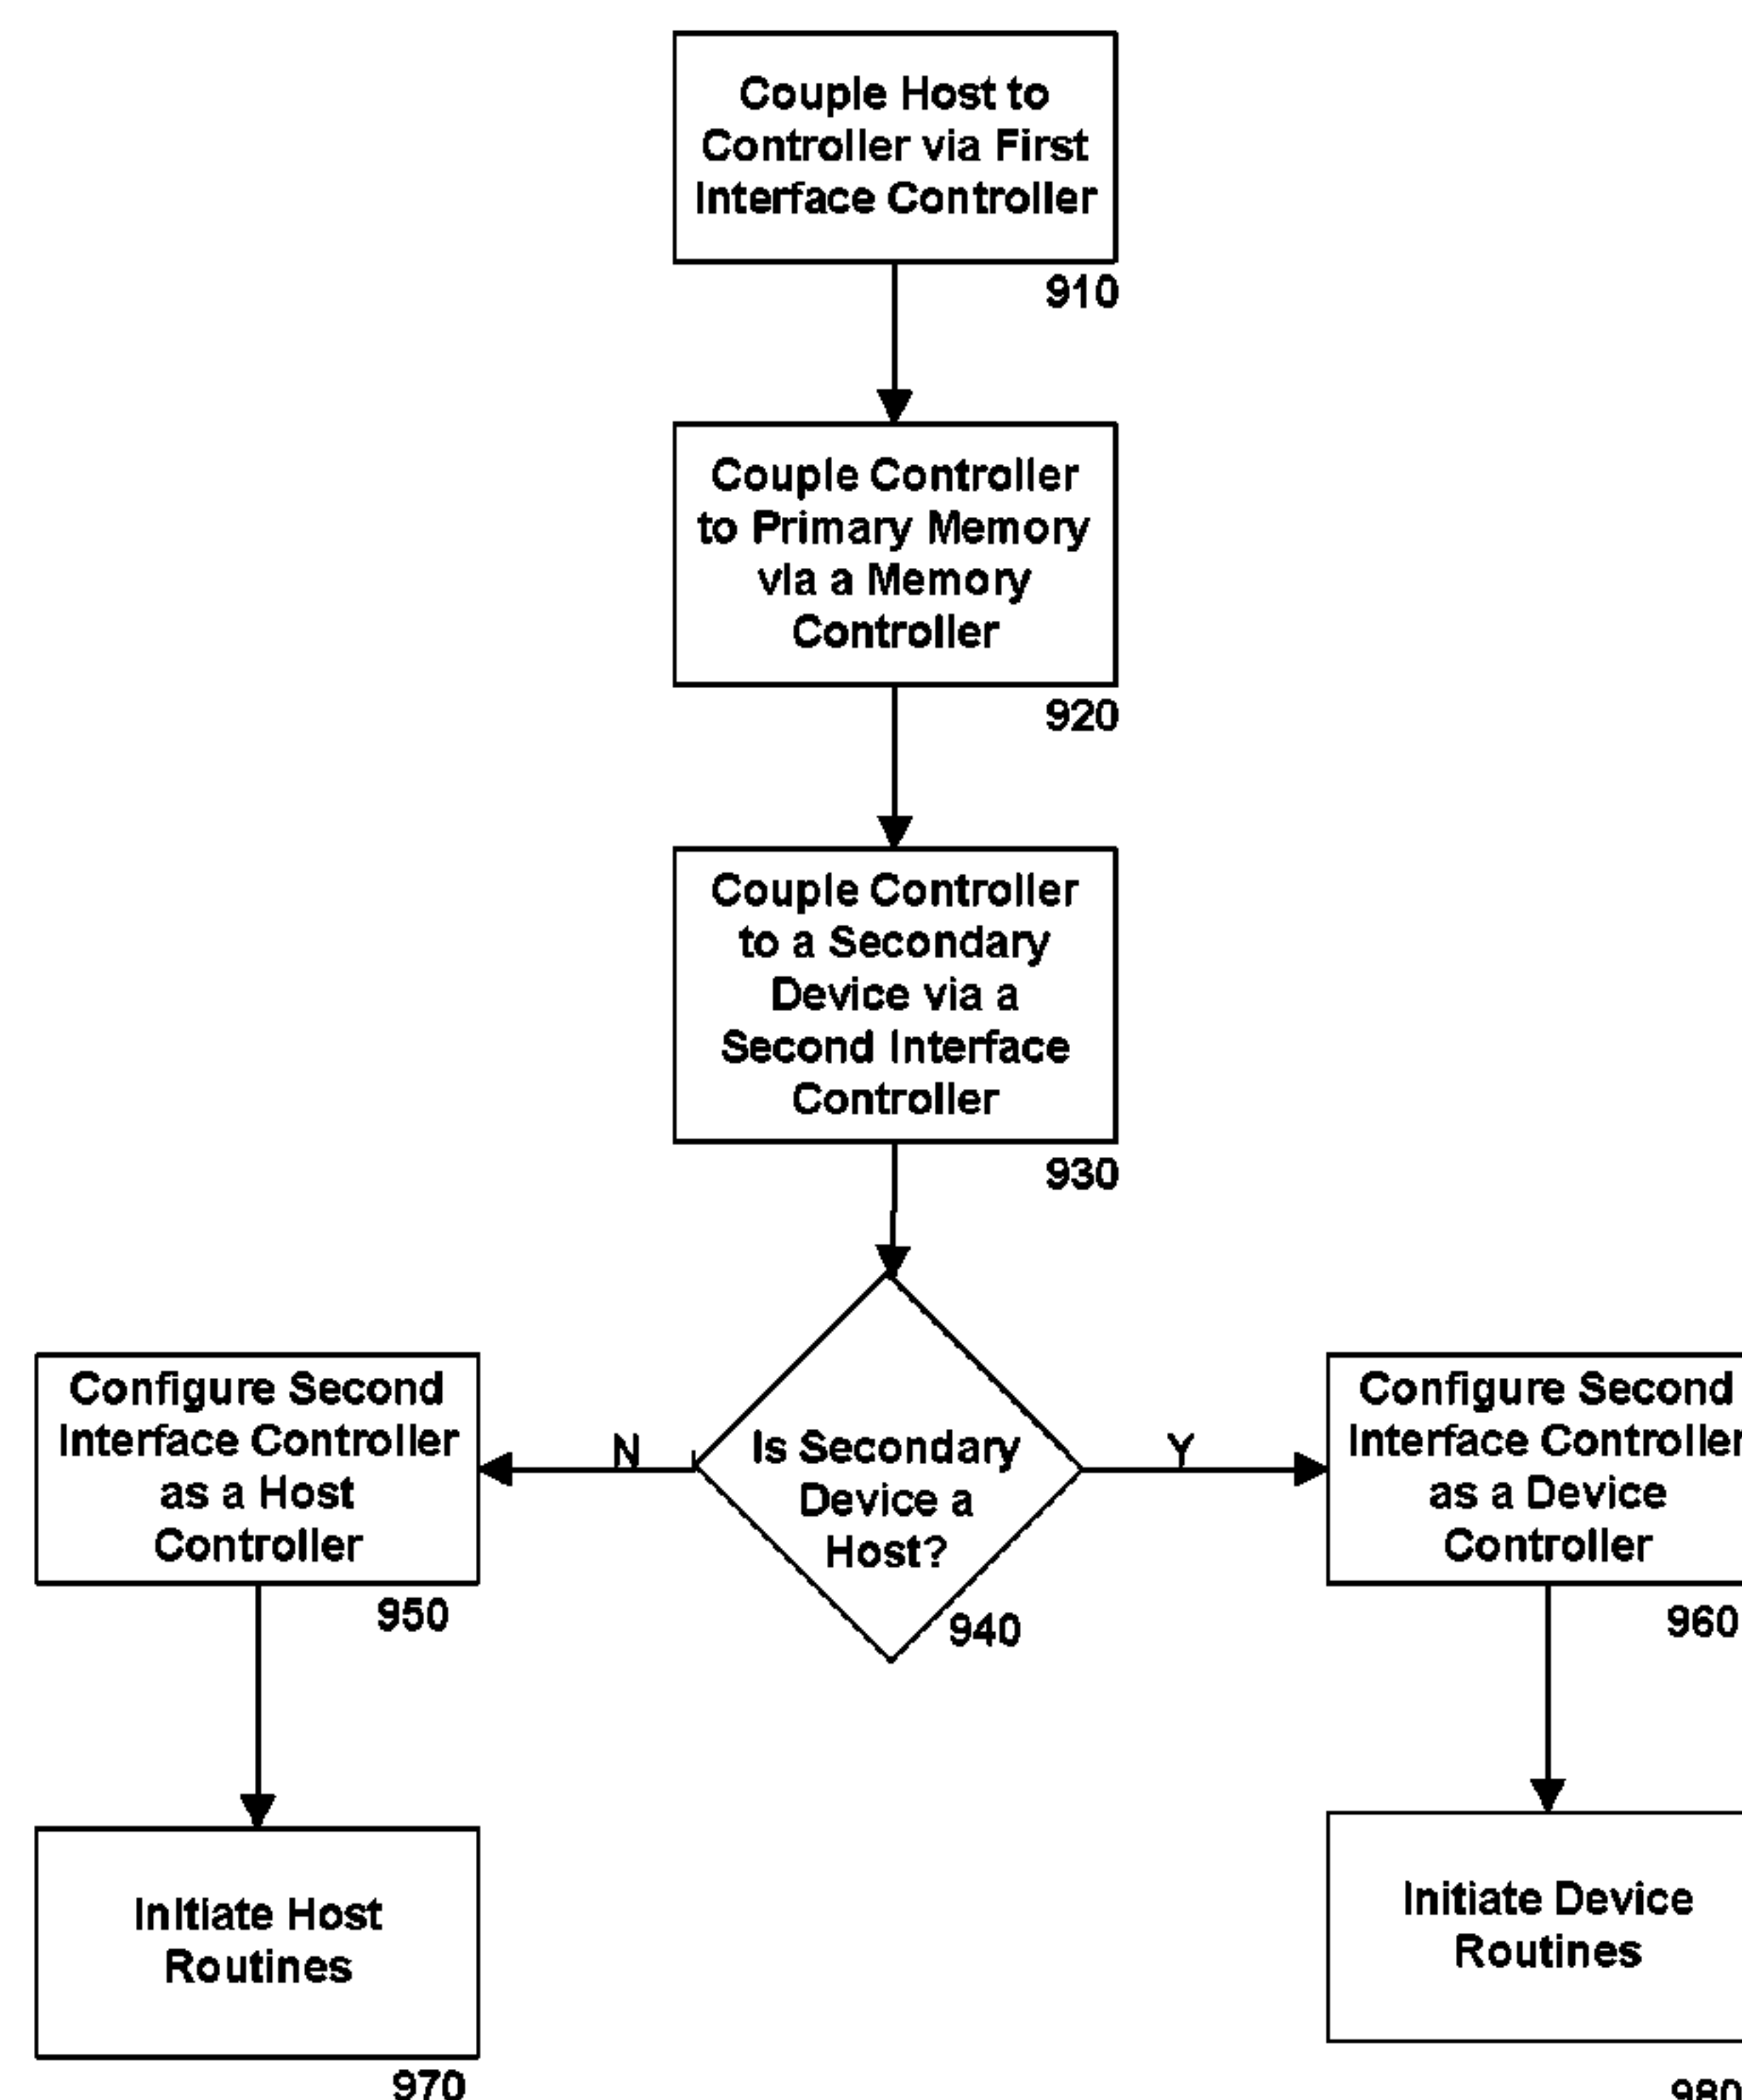 Couple Host to
Controller via First
Interface Controller
910
Couple Controller
to Primary Memory
via a Memory
Controller
920
Couple Controller
to a Secondary
Device via a
Second Interface
Controller
930
Is Secondary
Device a
Host?
940
N
Y
Configure Second
Interface Controller
as a Host
Controller
950
Configure Second
Interface Controller
as a Device
Controller
960
Initiate Host
Routines
970
Initiate Device
Routines
980